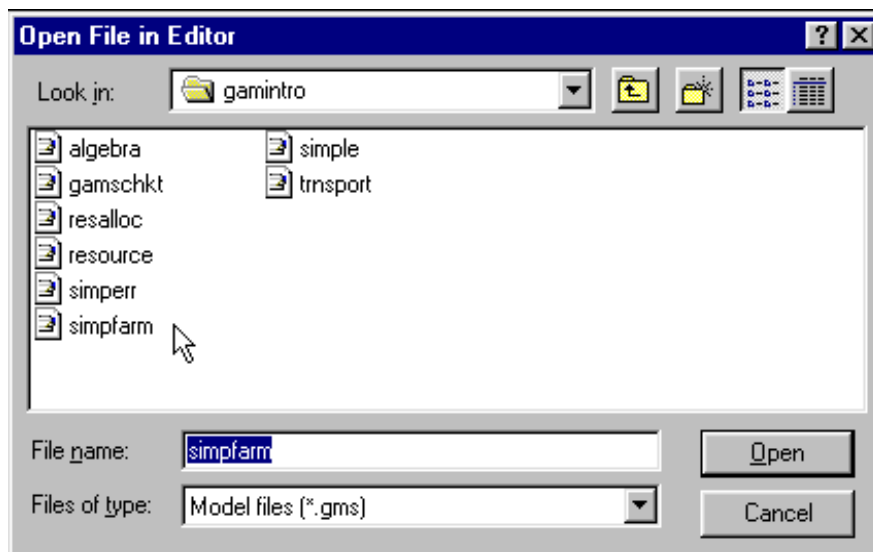 Open File in Editor
Look in: gamintro
algebra simple
gamschkt trnsport
resalloc
resource
simperr
simpfarm
File name: simpfarm Open
Files of type: Model files (*.gms) Cancel